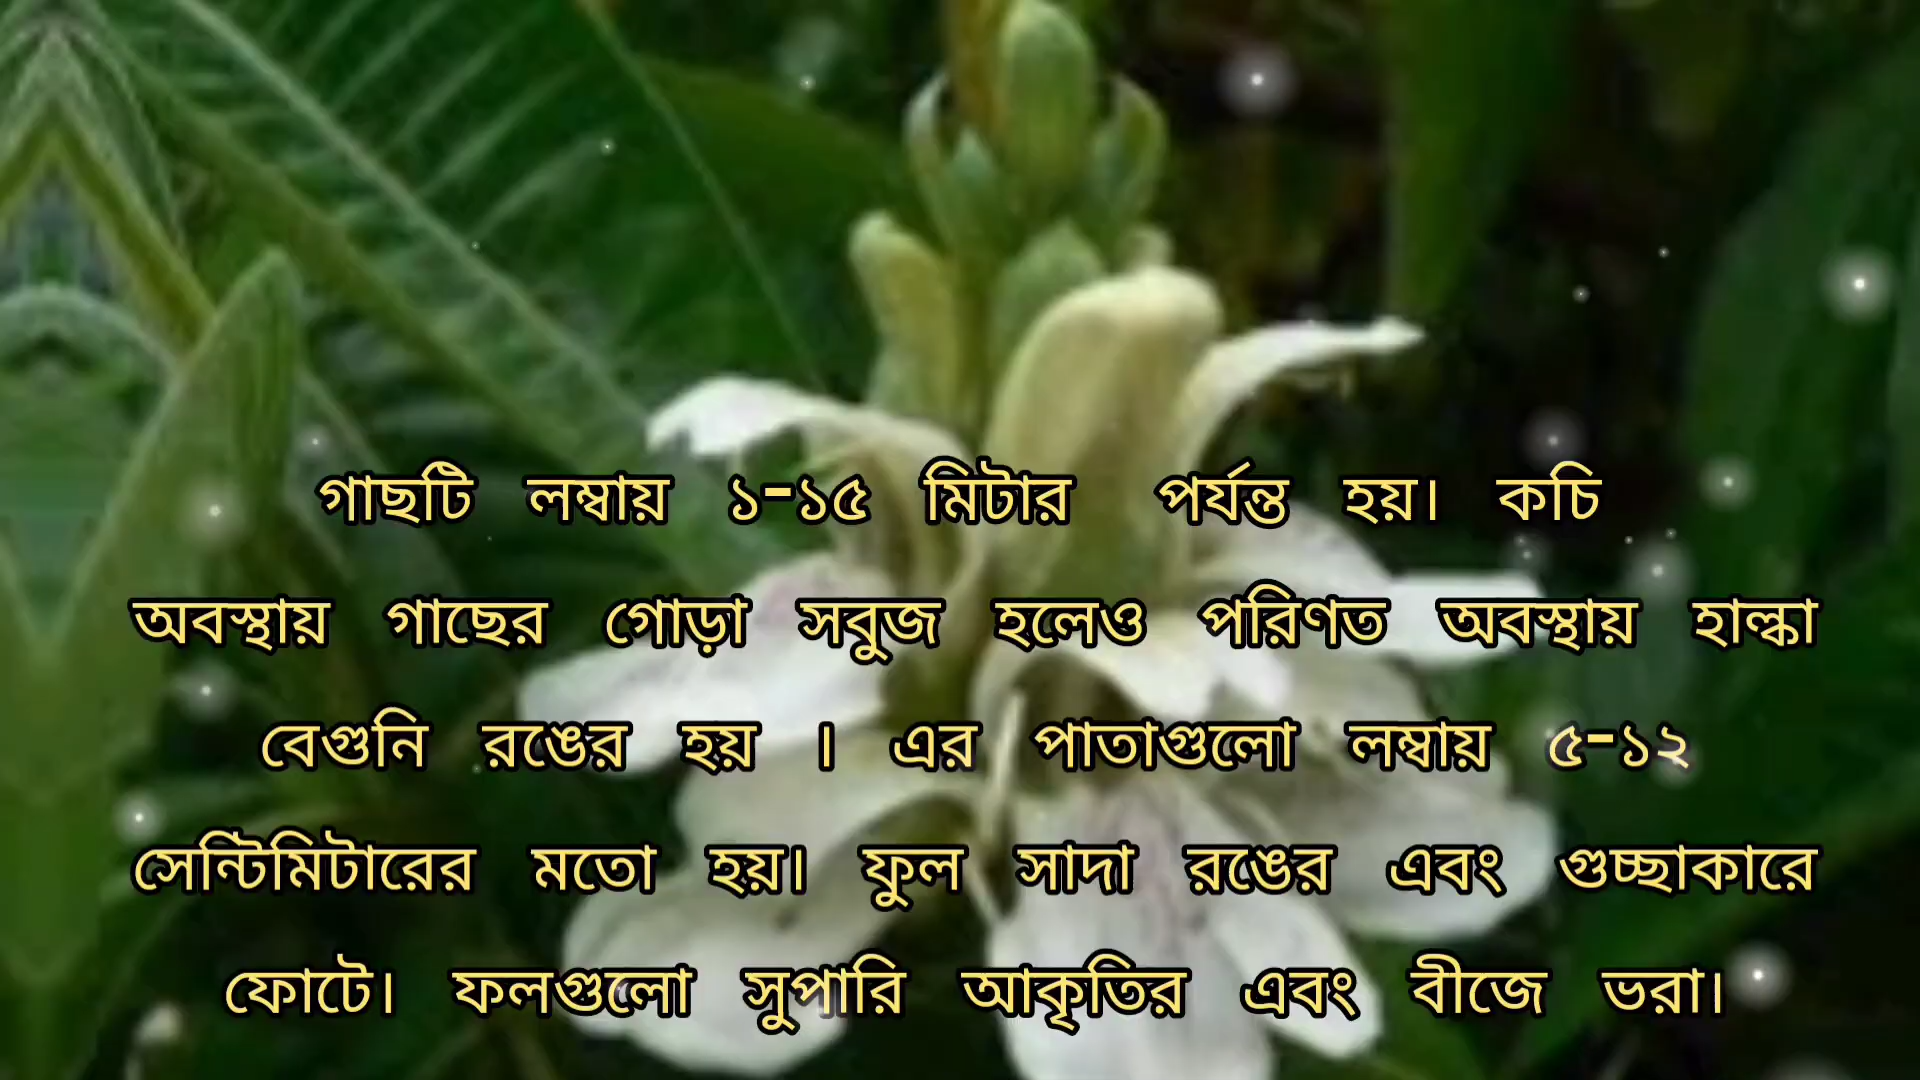 গাছটি লম্বায় ১-১৫ মিটার পর্যন্ত হয়। কচি
অবস্থায় গাছের গোড়া সবুজ হলেও পরিণত অবস্থায় হাল্কা
বেগুনি রঙের হয় । এর পাতাগুলো লম্বায় ৫-১২
সেন্টিমিটারের মতো হয়। ফুল সাদা রঙের এবং গুচ্ছাকারে
ফোটে। ফলগুলো সুপারি আকৃতির এবং বীজে ভরা।